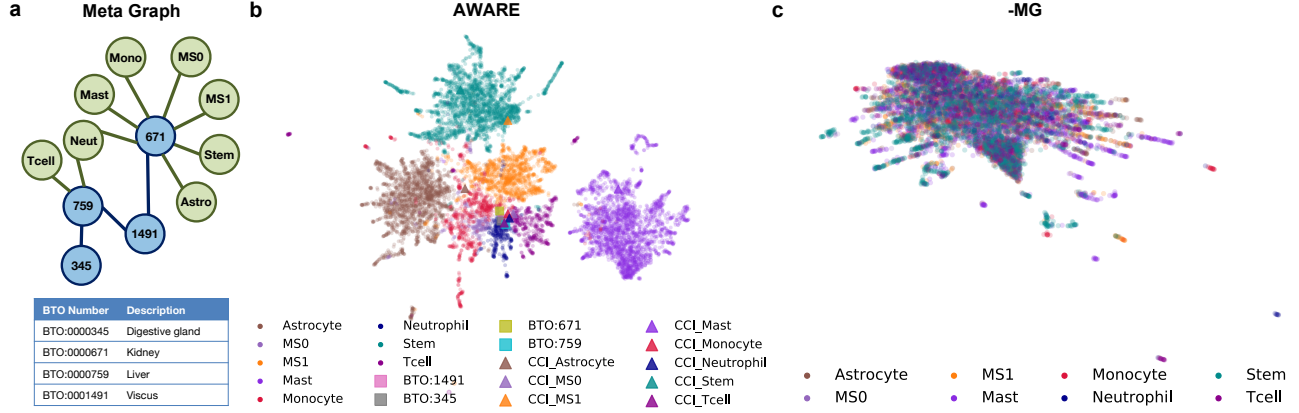 a
Meta Graph
Mono
MS0
Mast
MS1
671
Neut
Stem
Tcell
Astro
759
1491
345
BTO Number Description
BTO:0000345 Digestive gland
BTO:0000671 Kidney
BTO:0000759 Liver
BTO:0001491 Viscus
b
AWARE
Astrocyte Neutrophil BTO:671 CCI_Mast
MS0 Stem BTO:759 CCI_Monocyte
MS1 Tcell CCI_Astrocyte CCI_Neutrophil
Mast BTO:1491 CCI_MS0 CCI_Stem
Monocyte BTO:345 CCI_MS1 CCI_Tcell
c
-MG
Astrocyte MS1 Monocyte Stem
MS0 Mast Neutrophil Tcell